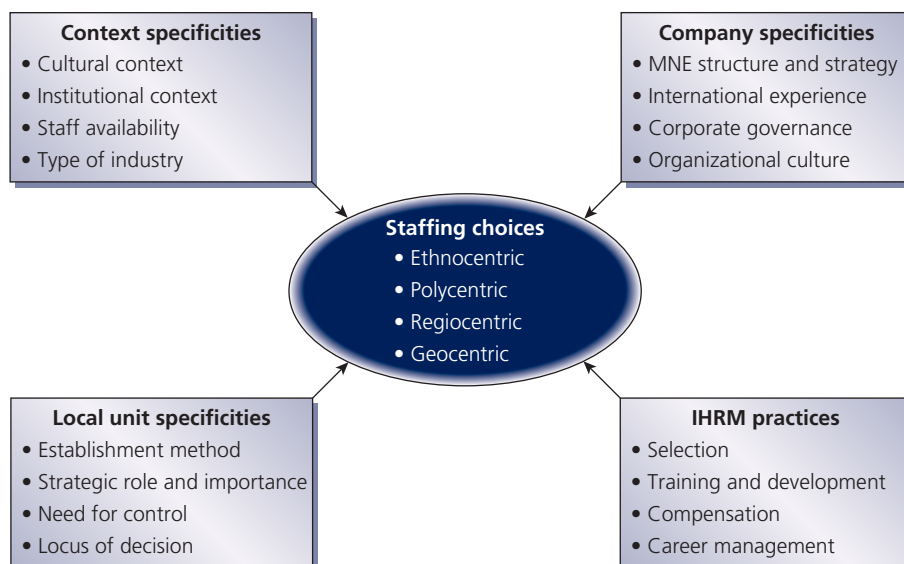 Context specificities
• Cultural context
• Institutional context
• Staff availability
• Type of industry
Company specificities
• MNE structure and strategy
• International experience
• Corporate governance
• Organizational culture
Staffing choices
• Ethnocentric
• Polycentric
• Regiocentric
• Geocentric
Local unit specificities
• Establishment method
• Strategic role and importance
• Need for control
• Locus of decision
IHRM practices
• Selection
• Training and development
• Compensation
• Career management